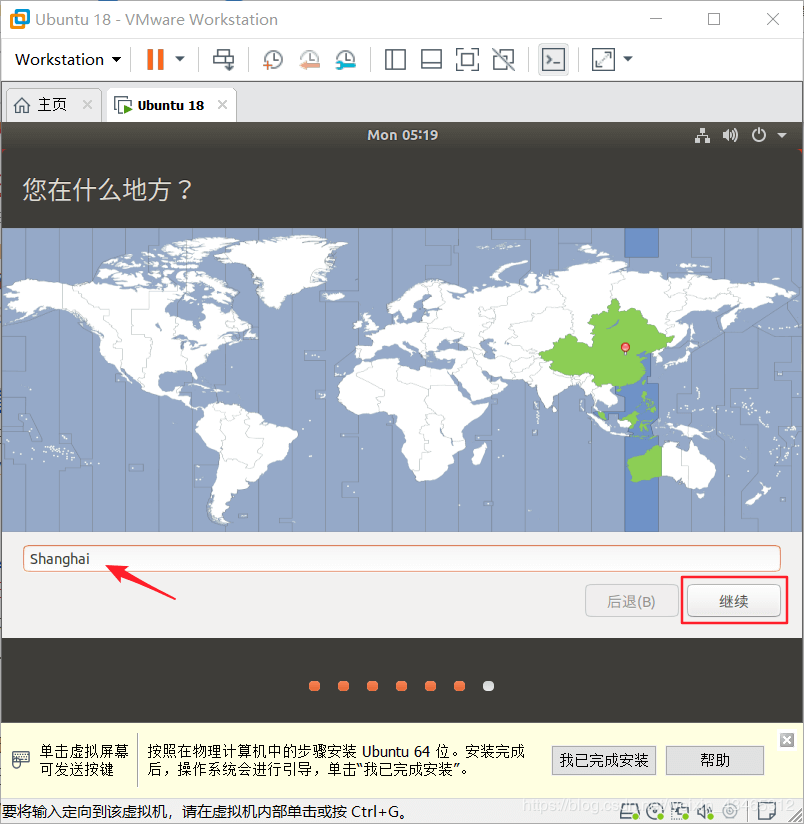 Ubuntu 18 - VMware Workstation
Workstation
主页
Ubuntu 18
Mon 05:19
您在什么地方？
Shanghai
后退(B)
继续
单击虚拟屏幕
可发送按键
按照在物理计算机中的步骤安装 Ubuntu 64 位。安装完成
后，操作系统会进行引导，单击“我已完成安装”。
我已完成安装
帮助
要将输入定向到该虚拟机，请在虚拟机内部单击或按 Ctrl+G。